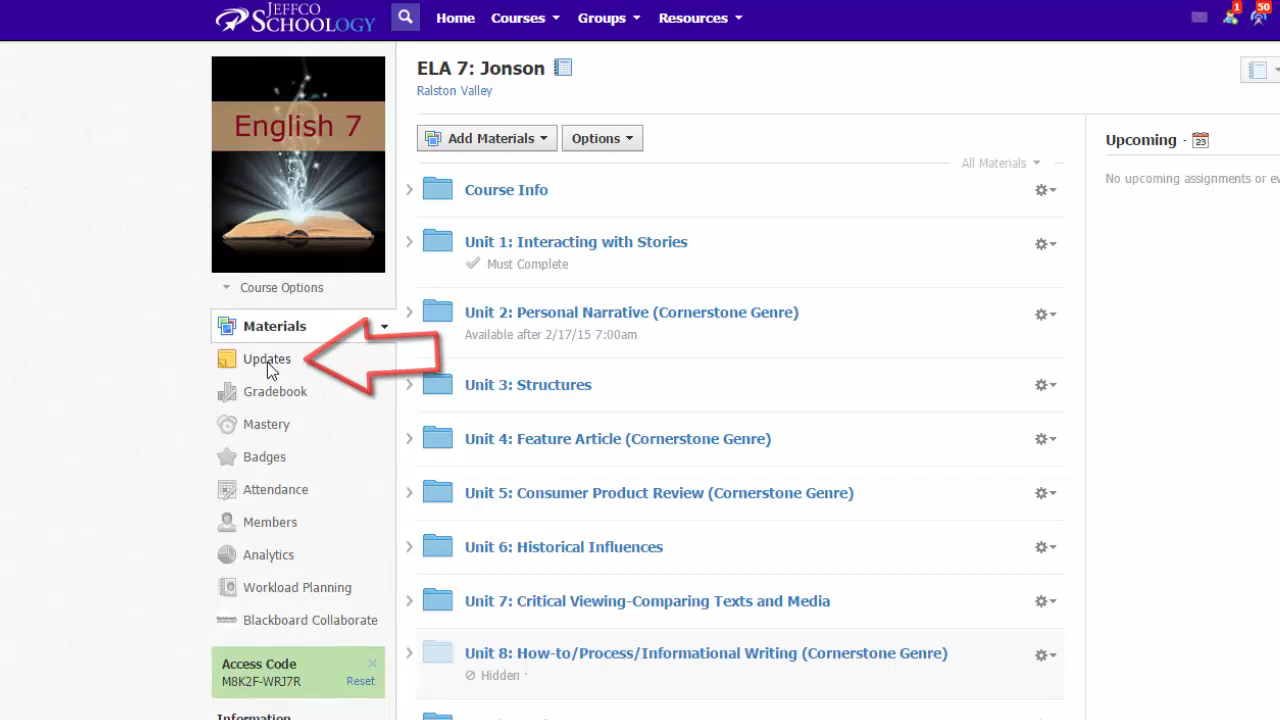 JEFFCO
SCHOOLOGY
Home
Courses
Groups
Resources
1
50
English 7
ELA 7: Jonson
Ralston Valley
Add Materials
Options
All Materials
Upcoming -
23
No upcoming assignments or ev
Course Options
Materials
Updates
Gradebook
Mastery
Badges
Attendance
Members
Analytics
Workload Planning
Blackboard Collaborate
Access Code
M8K2F-WRJ7R
Reset
Information
Course Info
Unit 1: Interacting with Stories
Must Complete
Unit 2: Personal Narrative (Cornerstone Genre)
Available after 2/17/15 7:00am
Unit 3: Structures
Unit 4: Feature Article (Cornerstone Genre)
Unit 5: Consumer Product Review (Cornerstone Genre)
Unit 6: Historical Influences
Unit 7: Critical Viewing-Comparing Texts and Media
Unit 8: How-to/Process/Informational Writing (Cornerstone Genre)
Hidden ·